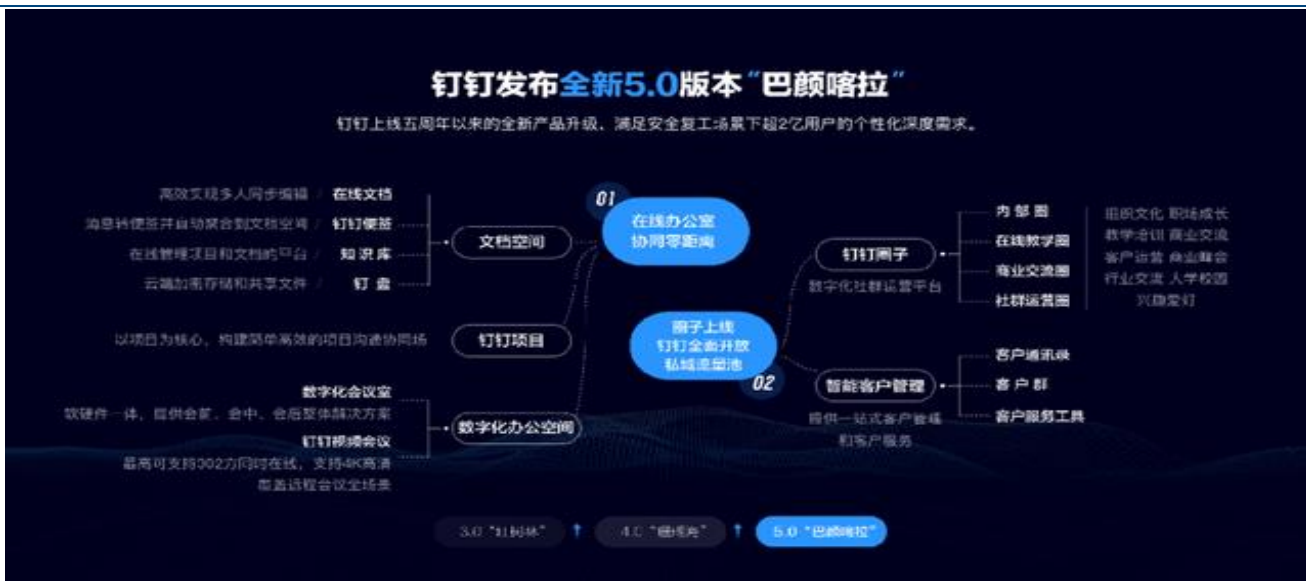 钉钉发布全新5.0版本“巴颜喀拉”
钉钉上线五周年以来的全新产品升级，满足安全复工场景下超2亿用户的个性化深度需求。
01
在线办公室
协同零距离
文档空间
高效实现多人同步编辑 / 在线文档
消息转便签并自动聚合到文档空间 / 钉钉便签
在线管理项目和文档的平台 / 知识库
云端加密存储和共享文件 / 钉盘
钉钉项目
以项目为核心，构建简单高效的项目沟通协同场
数字化办公空间
数字化会议室
软硬件一体，提供会前、会中、会后整体解决方案
钉钉视频会议
最高可支持302方同时在线，支持4K高清
覆盖远程会议全场景
圈子上线
钉钉全面开放
私域流量池
02
钉钉圈子
数字化社群运营平台
内部圈
在线教学圈
商业交流圈
社群运营圈
组织文化 职场成长
教学培训 商业交流
客户运营 商业峰会
行业交流 大学校园
兴趣爱好
智能客户管理
提供一站式客户管理
和客户服务
客户通讯录
客户群
客户服务工具
3.0“红树林”
↑
4.0
↑
5.0“巴颜喀拉”